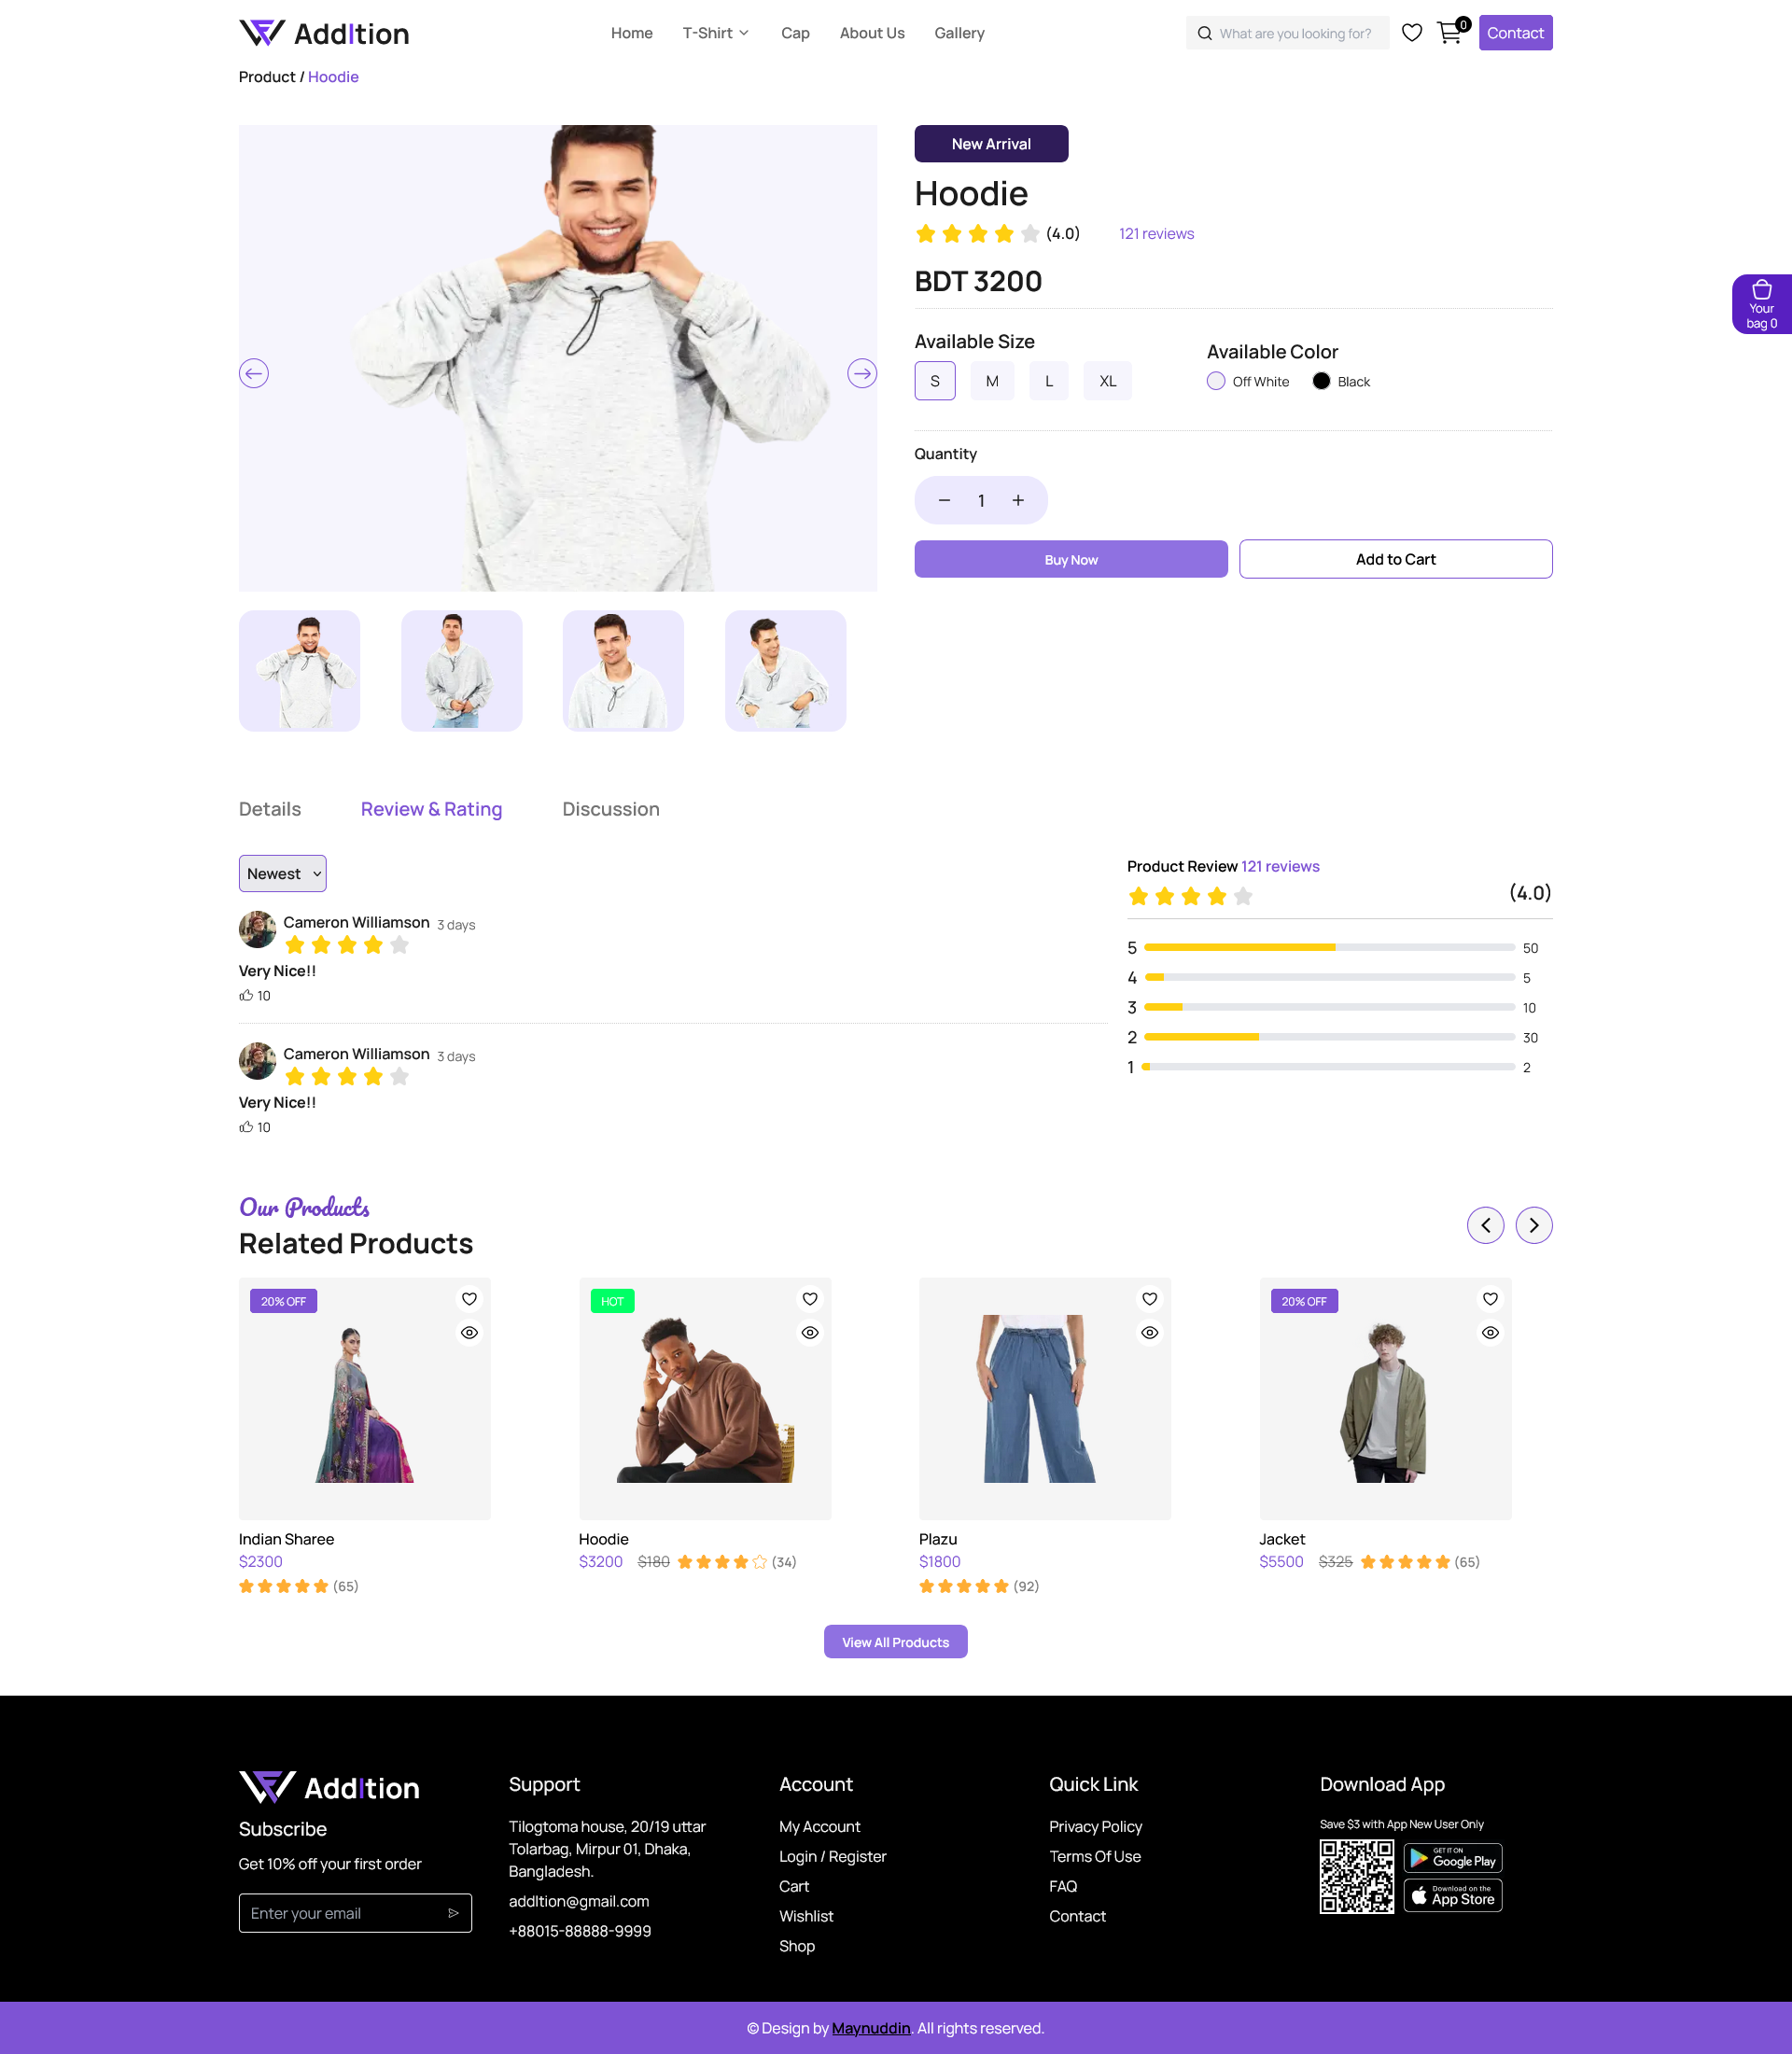 AddItion
Home T-Shirt Cap About Us Gallery
What are you looking for?
0
Contact
Product / Hoodie
New Arrival
Hoodie
(4.0) 121 reviews
BDT 3200
Your
bag 0
Available Size
S M L XL
Available Color
Off White Black
Quantity
1
Buy Now Add to Cart
Details Review & Rating Discussion
Newest
Cameron Williamson 3 days
Very Nice!!
10
Cameron Williamson 3 days
Very Nice!!
10
Product Review 121 reviews
(4.0)
5 50
4 5
3 10
2 30
1 2
Our Products
Related Products
20% OFF
Indian Sharee
$2300
(65)
HOT
Hoodie
$3200 $180 (34)
Plazu
$1800
(92)
20% OFF
Jacket
$5500 $325 (65)
View All Products
AddItion
Subscribe
Get 10% off your first order
Enter your email
Support
Tilogtoma house, 20/19 uttar
Tolarbag, Mirpur 01, Dhaka,
Bangladesh.
addItion@gmail.com
+88015-88888-9999
Account
My Account
Login / Register
Cart
Wishlist
Shop
Quick Link
Privacy Policy
Terms Of Use
FAQ
Contact
Download App
Save $3 with App New User Only
GET IT ON
Google Play
Download on the
App Store
© Design by Maynuddin. All rights reserved.